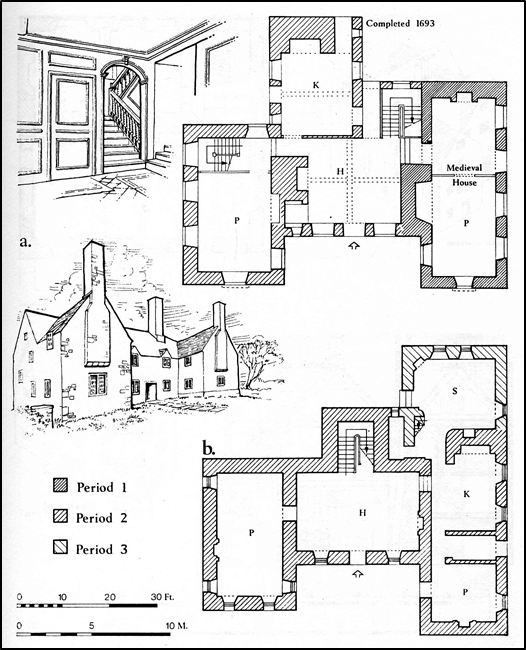 Completed 1693
K
H
Medieval
House
P
P
a.
S
b.
K
P
H
P
Period 1
Period 2
Period 3
0 10 20 30 Ft.
0 5 10 M.